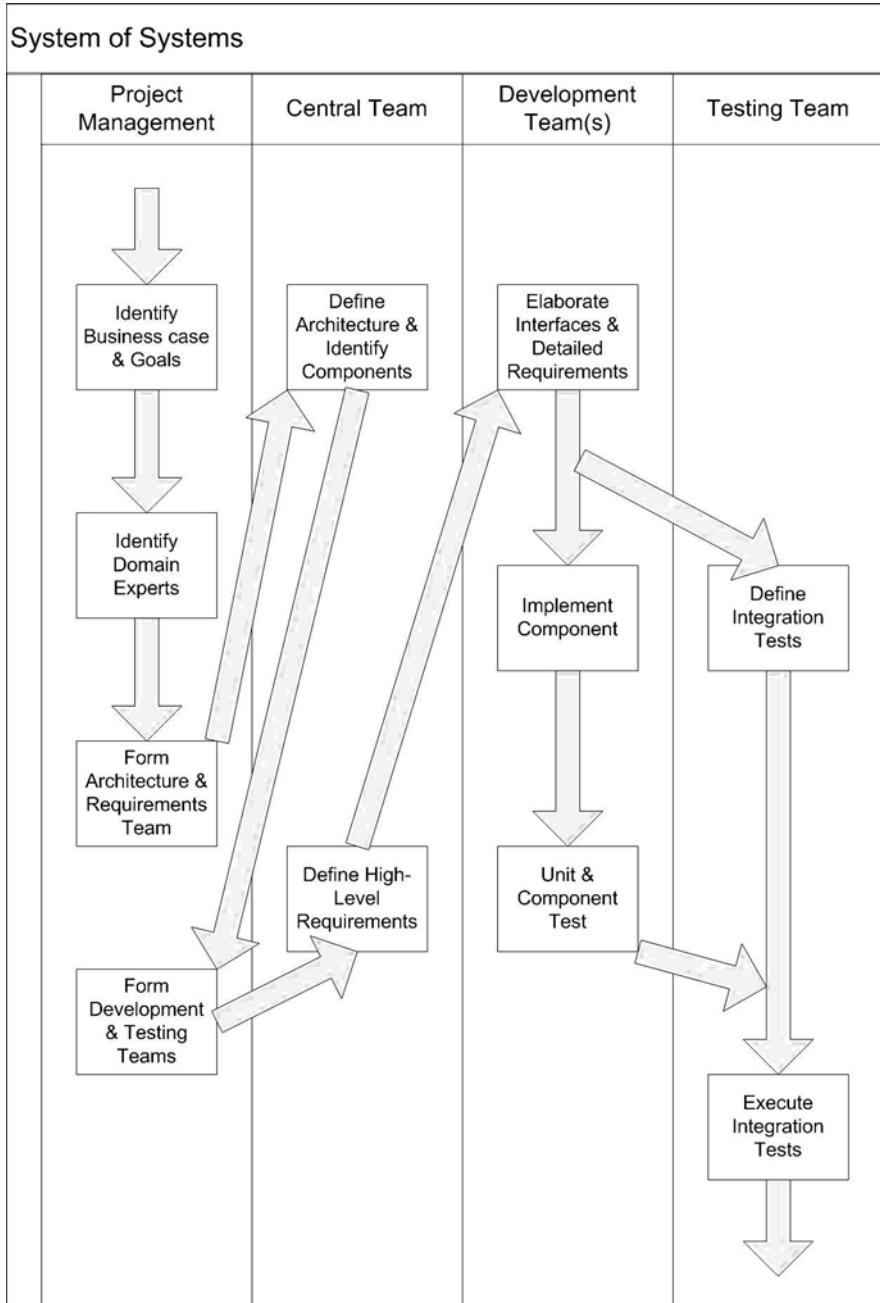 System of Systems
Project
Management
Central Team
Development
Team(s)
Testing Team
Identify
Business case
& Goals
Define
Architecture &
Identify
Components
Elaborate
Interfaces &
Detailed
Requirements
Identify
Domain
Experts
Implement
Component
Define
Integration
Tests
Form
Architecture &
Requirements
Team
Define High-
Level
Requirements
Unit &
Component
Test
Form
Development
& Testing
Teams
Execute
Integration
Tests